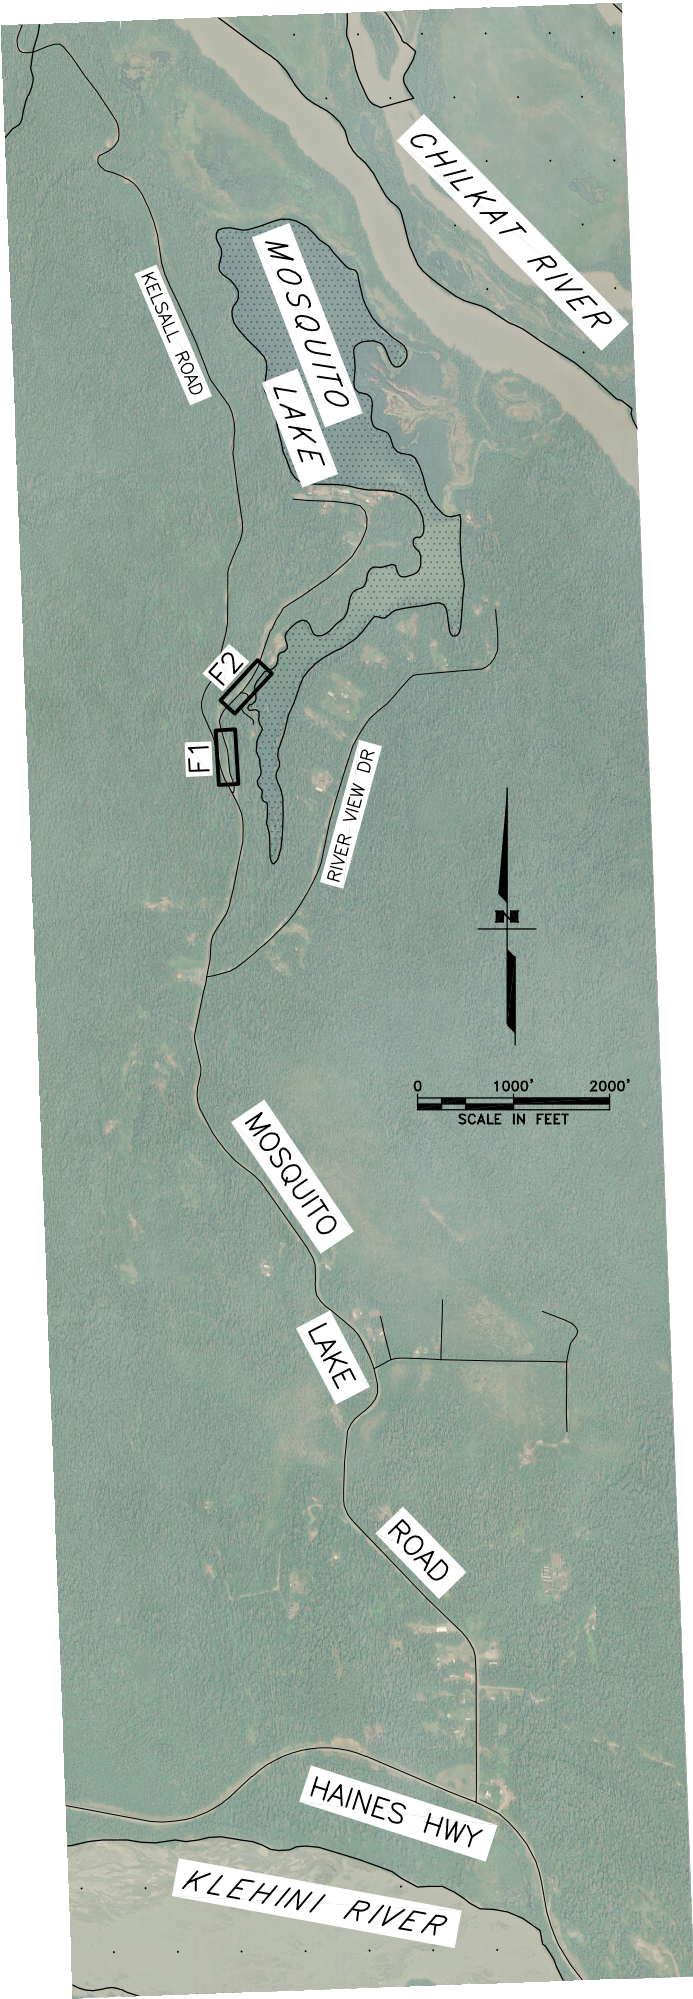 CHILKAT RIVER
MOSQUITO
LAKE
KELSALL ROAD
F2
F1
RIVER VIEW DR
N
0 1000' 2000'
SCALE IN FEET
MOSQUITO
LAKE
ROAD
HAINES HWY
KLEHINI RIVER